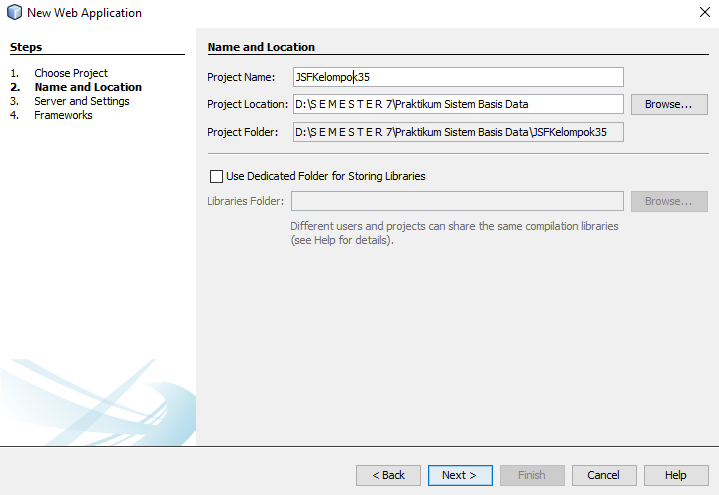 New Web Application
Steps
1. Choose Project
2. Name and Location
3. Server and Settings
4. Frameworks
Name and Location
Project Name: JSFKelompok35
Project Location: D:\S E M E S T E R 7\Praktikum Sistem Basis Data Browse...
Project Folder: D:\S E M E S T E R 7\Praktikum Sistem Basis Data\JSFKelompok35
Use Dedicated Folder for Storing Libraries
Libraries Folder: Browse...
Different users and projects can share the same compilation libraries
(see Help for details).
< Back Next > Finish Cancel Help